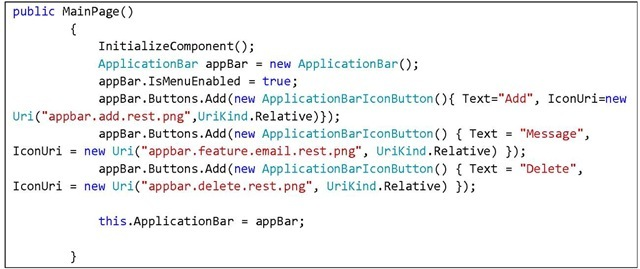 public MainPage()
{
InitializeComponent();
ApplicationBar appBar = new ApplicationBar();
appBar.IsMenuEnabled = true;
appBar.Buttons.Add(new ApplicationBarIconButton(){ Text="Add", IconUri=new
Uri("appbar.add.rest.png",UriKind.Relative)});
appBar.Buttons.Add(new ApplicationBarIconButton() { Text = "Message",
IconUri = new Uri("appbar.feature.email.rest.png", UriKind.Relative) });
appBar.Buttons.Add(new ApplicationBarIconButton() { Text = "Delete",
IconUri = new Uri("appbar.delete.rest.png", UriKind.Relative) });
this.ApplicationBar = appBar;
}